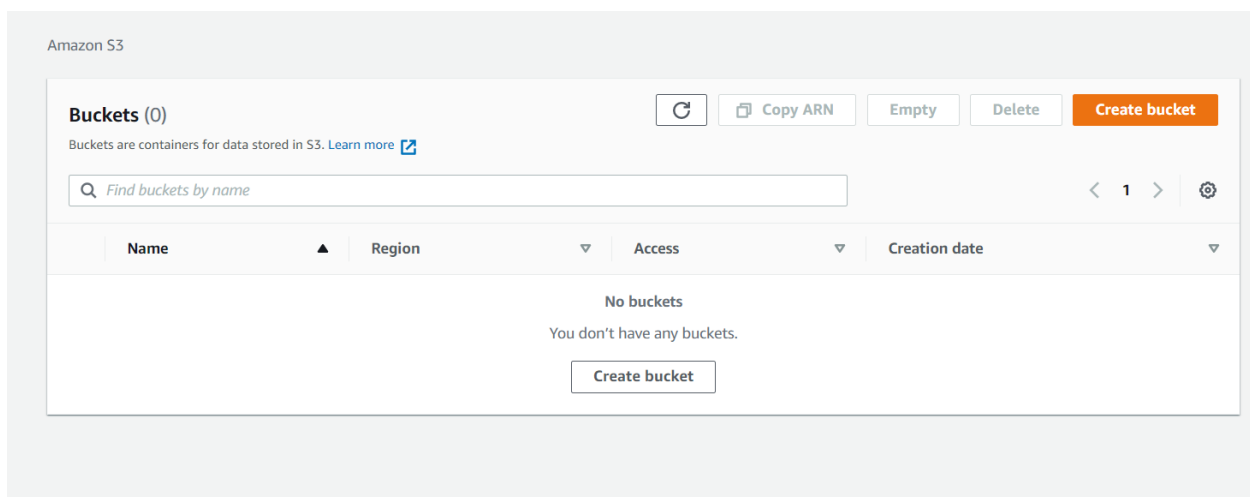 Amazon S3
Buckets (0)
Copy ARN
Empty
Delete
Create bucket
Buckets are containers for data stored in S3. Learn more
Find buckets by name
1
Name
Region
Access
Creation date
No buckets
You don't have any buckets.
Create bucket